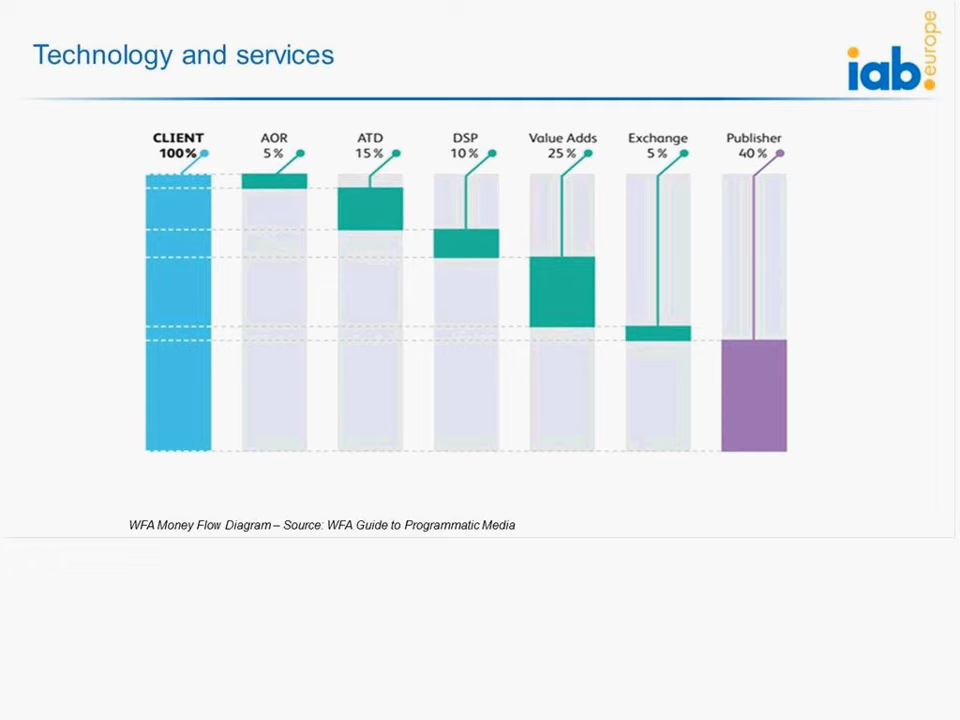 Technology and services
iab europe
CLIENT AOR ATD DSP Value Adds Exchange Publisher
100% 5% 15% 10% 25% 5% 40%
WFA Money Flow Diagram – Source: WFA Guide to Programmatic Media